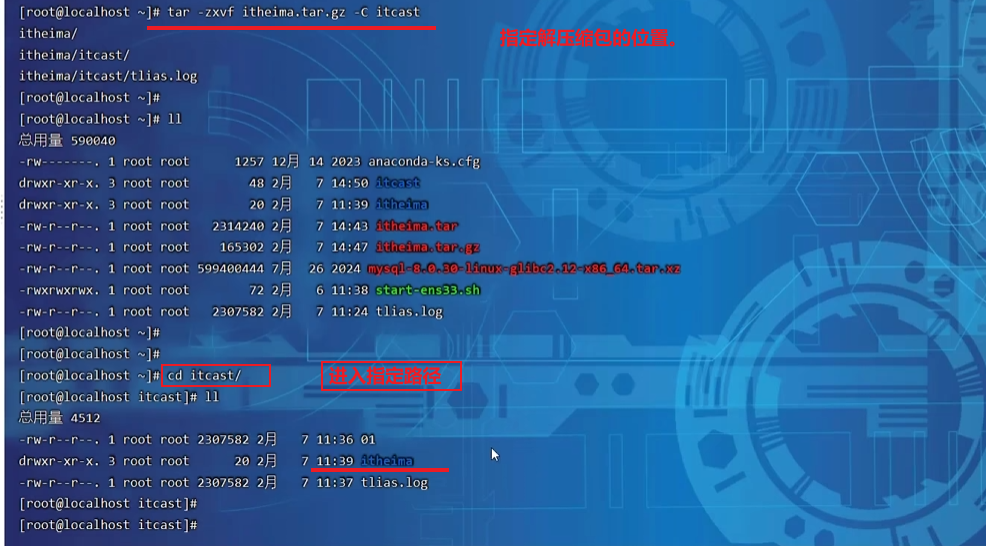 [root@localhost ~]# tar -zxvf itheima.tar.gz -C itcast
指定解压缩包的位置。
itheima/
itheima/itcast/
itheima/itcast/tlias.log
[root@localhost ~]#
[root@localhost ~]# ll
总用量 590040
-rw-------. 1 root root 1257 12月 14 2023 anaconda-ks.cfg
drwxr-xr-x. 3 root root 48 2月 7 14:50 itcast
drwxr-xr-x. 3 root root 20 2月 7 11:39 itheima
-rw-r--r--. 1 root root 2314240 2月 7 14:43 itheima.tar
-rw-r--r--. 1 root root 165302 2月 7 14:47 itheima.tar.gz
-rw-r--r--. 1 root root 599400444 7月 26 2024 mysql-8.0.30-linux-glibc2.12-x86_64.tar.xz
-rwxrwxrwx. 1 root root 72 2月 6 11:38 start-ens33.sh
-rw-r--r--. 1 root root 2307582 2月 7 11:24 tlias.log
[root@localhost ~]#
[root@localhost ~]#
[root@localhost ~]# cd itcast/
进入指定路径
[root@localhost itcast]# ll
总用量 4512
-rw-r--r--. 1 root root 2307582 2月 7 11:36 01
drwxr-xr-x. 3 root root 20 2月 7 11:39 itheima
-rw-r--r--. 1 root root 2307582 2月 7 11:37 tlias.log
[root@localhost itcast]#
[root@localhost itcast]#